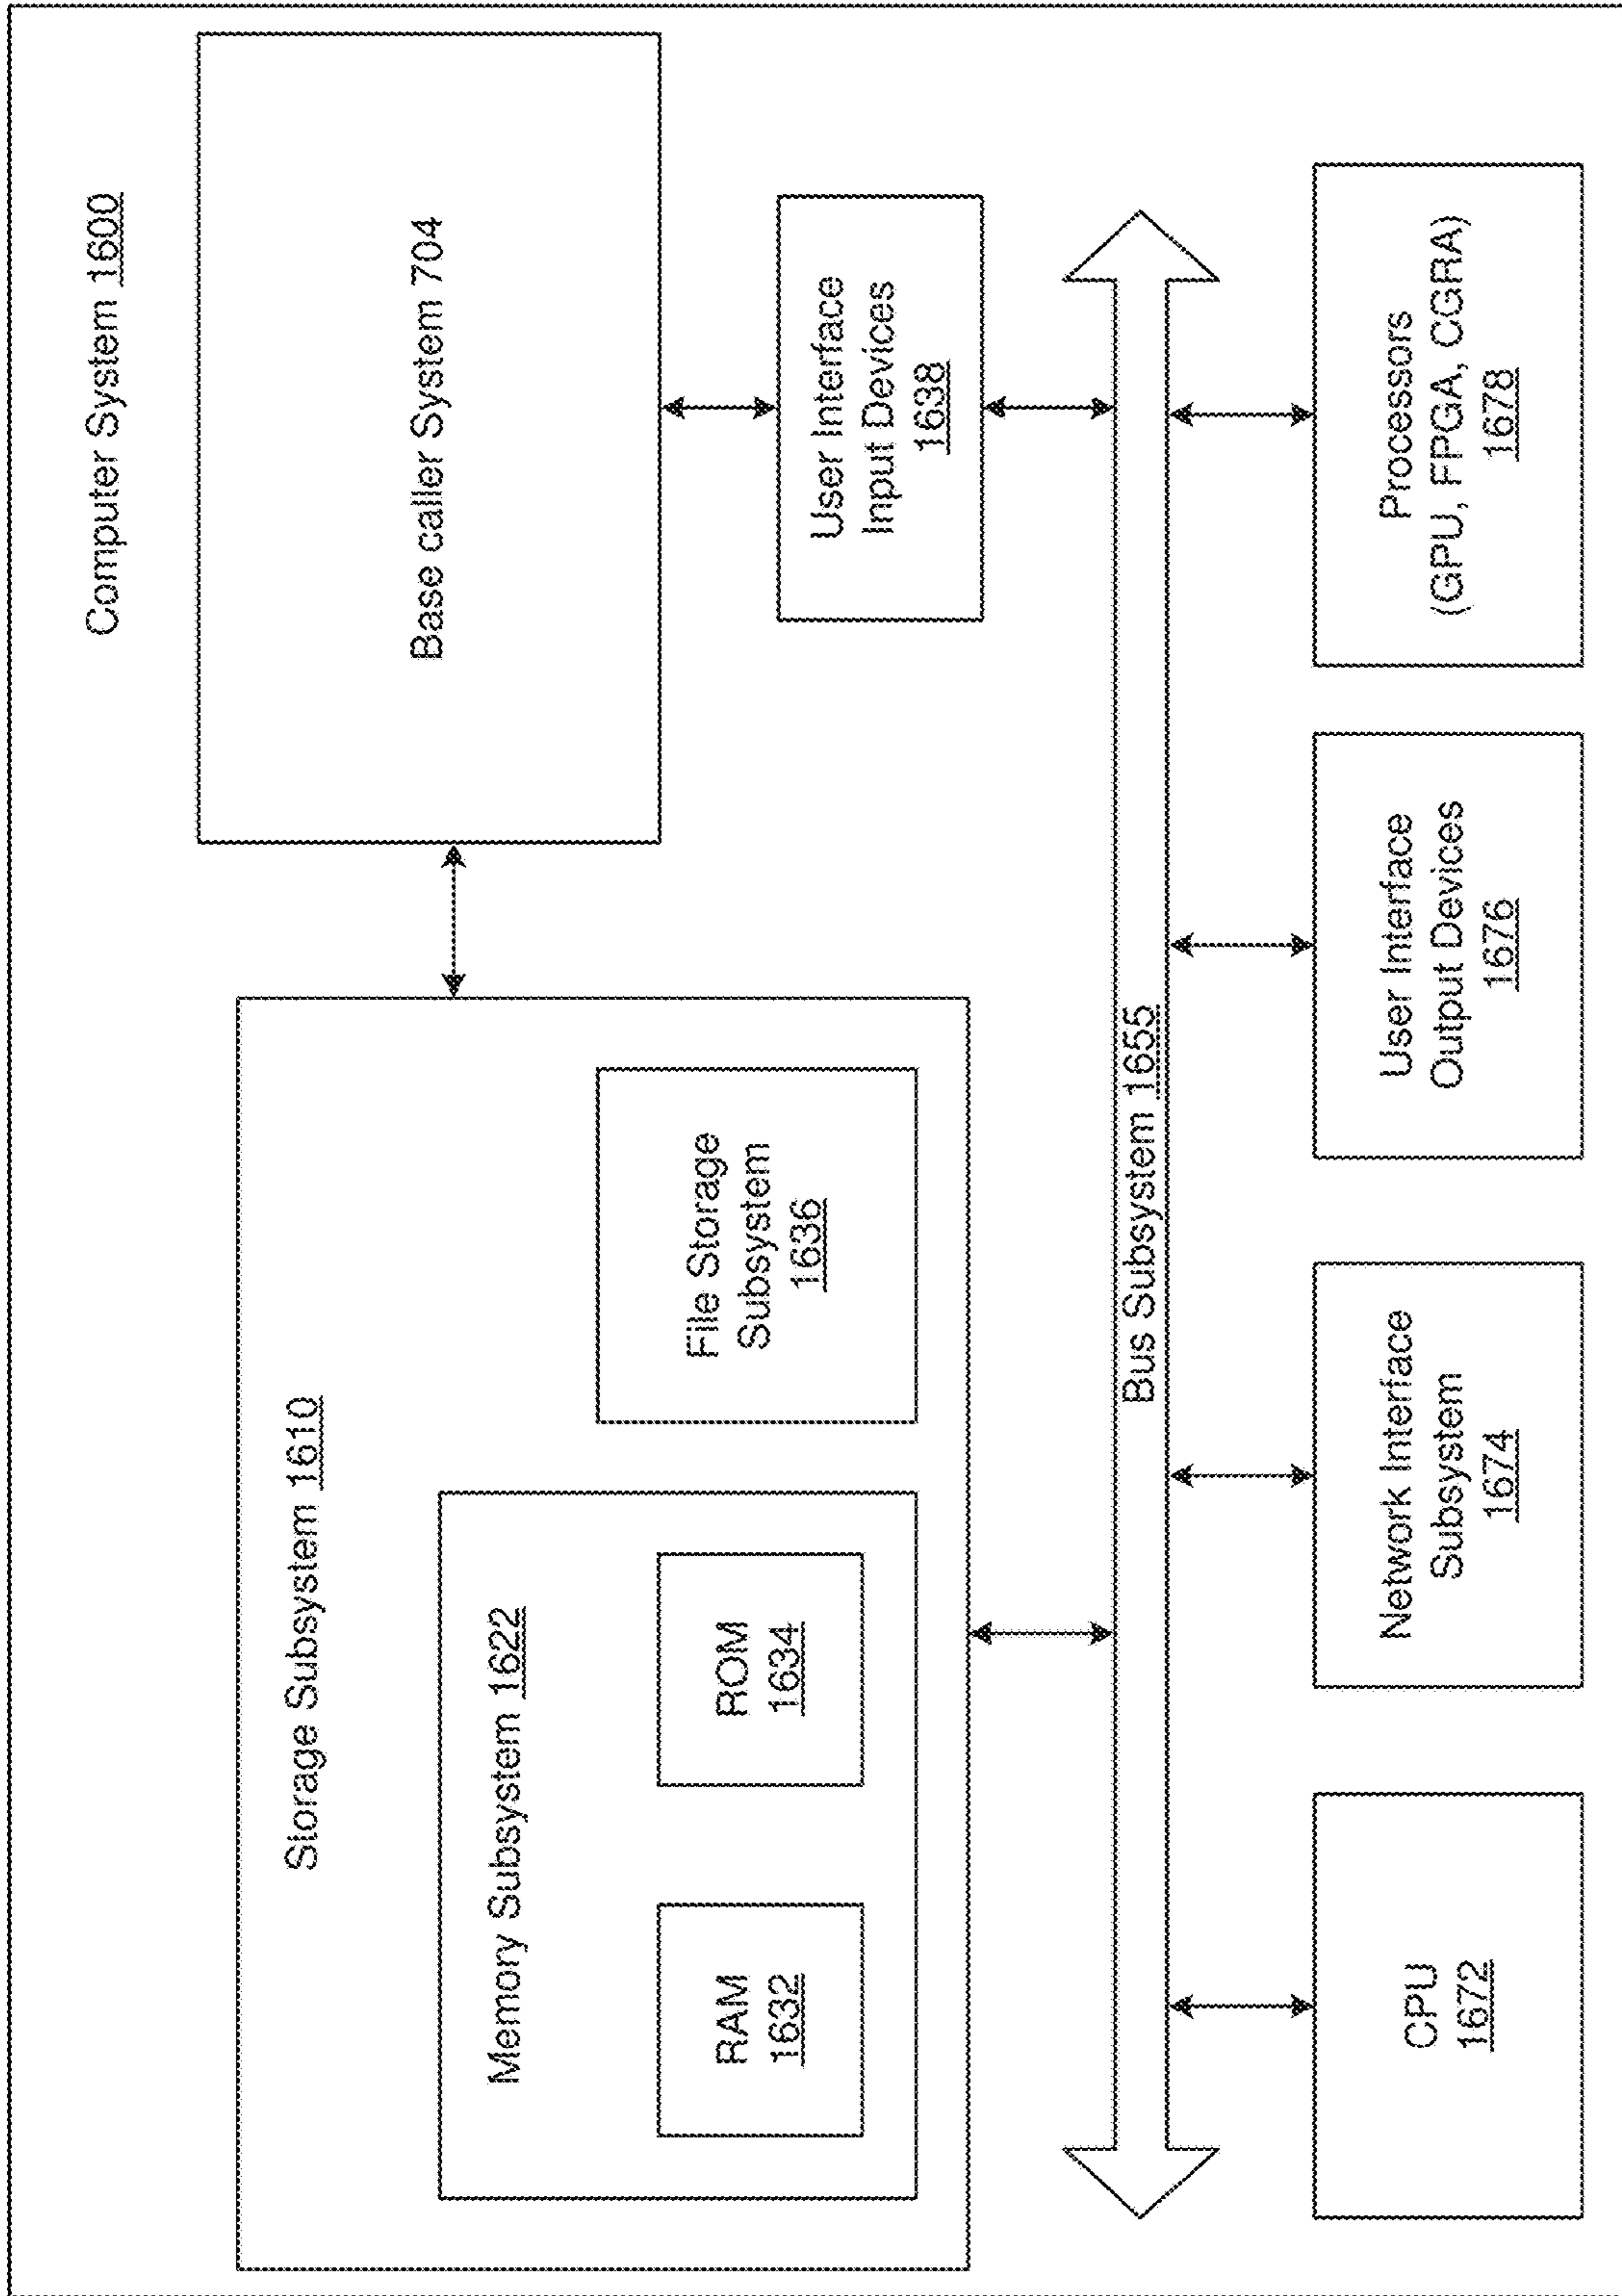 Computer System 1600
Storage Subsystem 1610
Memory Subsystem 1622
RAM
1632
ROM
1634
File Storage
Subsystem
1636
Base caller System 704
User Interface
Input Devices
1638
Bus Subsystem 1655
CPU
1672
Network Interface
Subsystem
1674
User Interface
Output Devices
1676
Processors
(GPU, FPGA, CGRA)
1678